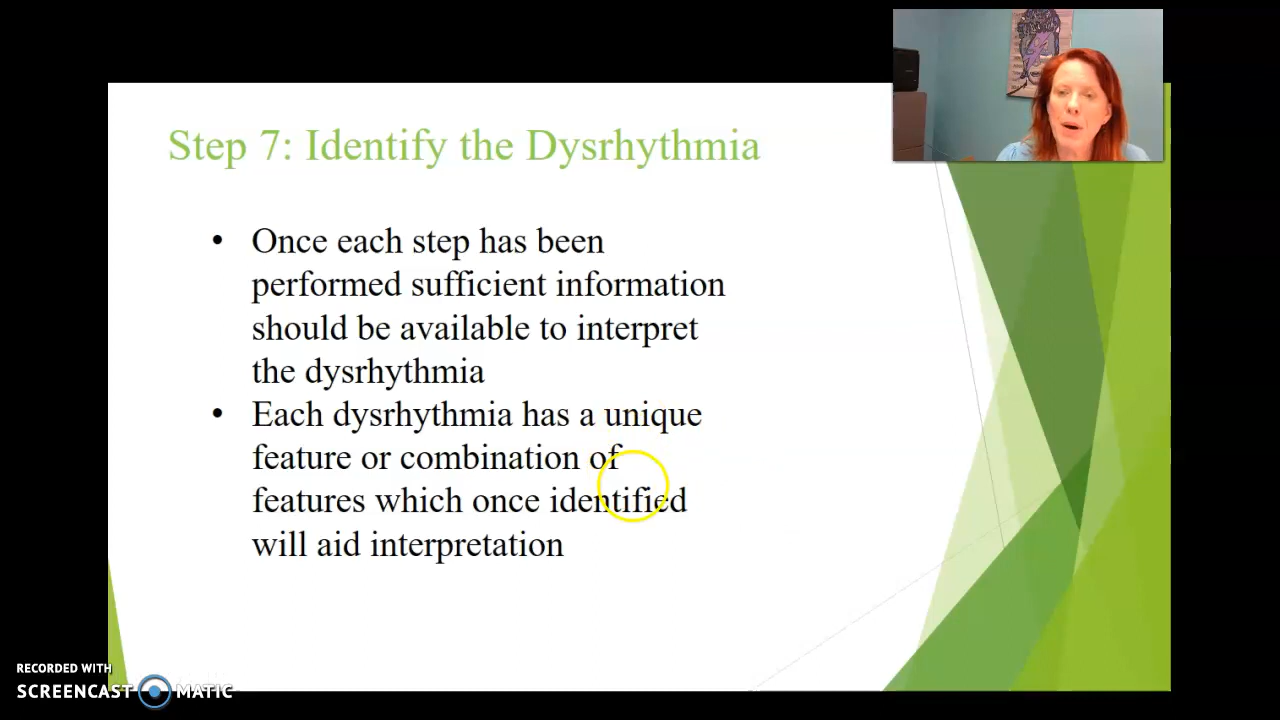 Step 7: Identify the Dysrhythmia
• Once each step has been
performed sufficient information
should be available to interpret
the dysrhythmia
• Each dysrhythmia has a unique
feature or combination of
features which once identified
will aid interpretation
RECORDED WITH
SCREENCAST MATIC